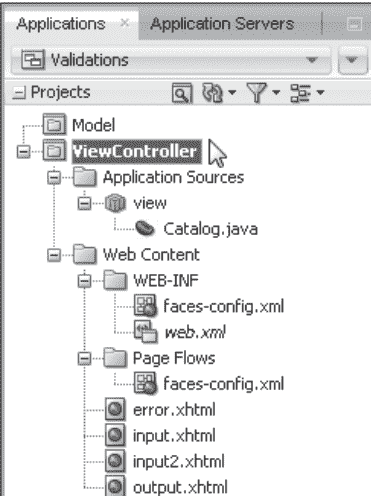 Applications Application Servers
Validations
Projects
Model
ViewController
Application Sources
view
Catalog.java
Web Content
WEB-INF
faces-config.xml
web.xml
Page Flows
faces-config.xml
error.xhtml
input.xhtml
input2.xhtml
output.xhtml